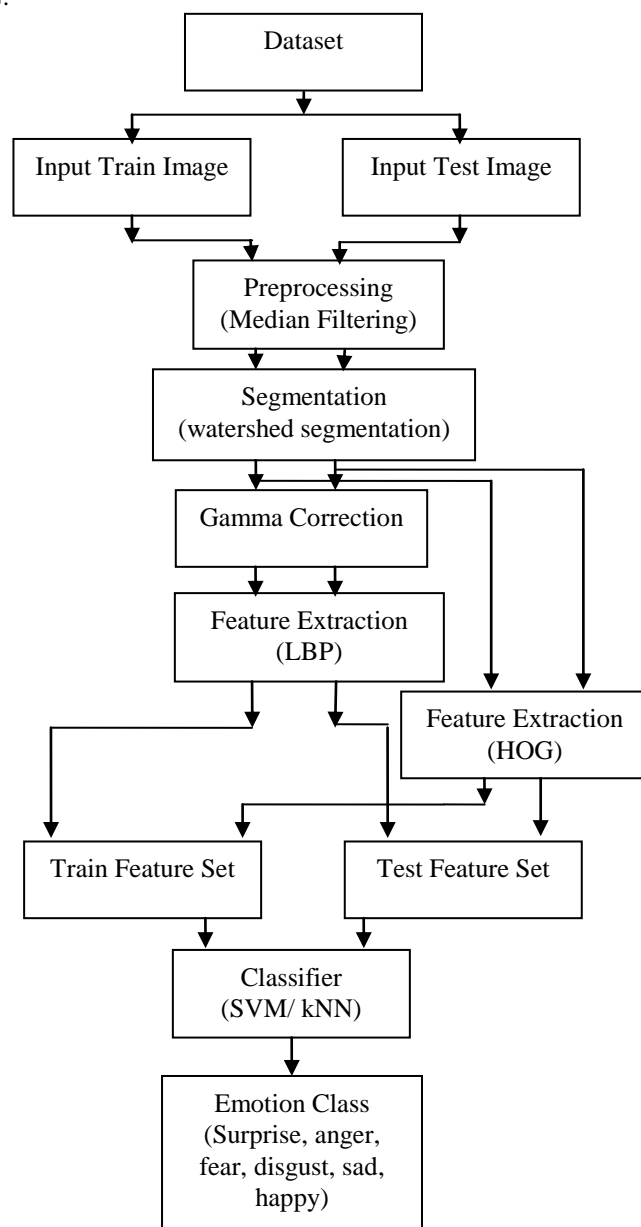 Dataset
Input Train Image
Input Test Image
Preprocessing
(Median Filtering)
Segmentation
(watershed segmentation)
Gamma Correction
Feature Extraction
(LBP)
Feature Extraction
(HOG)
Train Feature Set
Test Feature Set
Classifier
(SVM/ kNN)
Emotion Class
(Surprise, anger,
fear, disgust, sad,
happy)